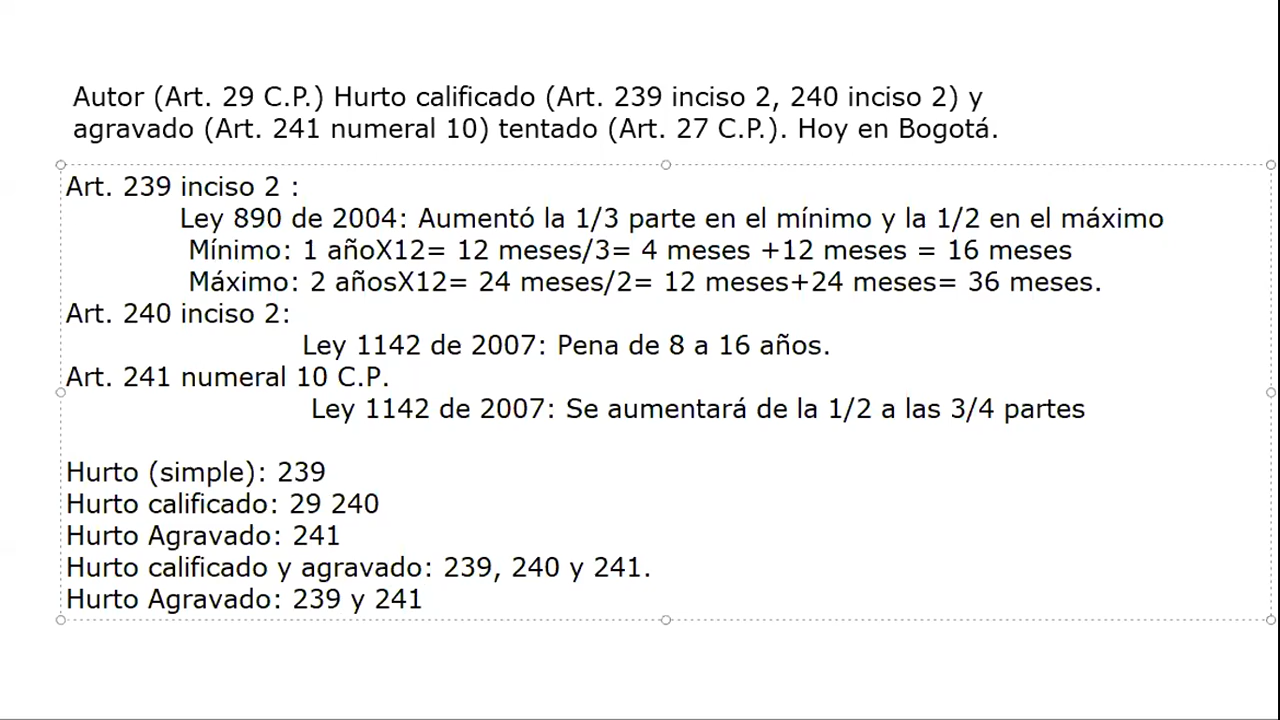 Autor (Art. 29 C.P.) Hurto calificado (Art. 239 inciso 2, 240 inciso 2) y
agravado (Art. 241 numeral 10) tentado (Art. 27 C.P.). Hoy en Bogotá.
Art. 239 inciso 2 :
Ley 890 de 2004: Aumentó la 1/3 parte en el mínimo y la 1/2 en el máximo
Mínimo: 1 añoX12= 12 meses/3= 4 meses +12 meses = 16 meses
Máximo: 2 añosX12= 24 meses/2= 12 meses+24 meses= 36 meses.
Art. 240 inciso 2:
Ley 1142 de 2007: Pena de 8 a 16 años.
Art. 241 numeral 10 C.P.
Ley 1142 de 2007: Se aumentará de la 1/2 a las 3/4 partes
Hurto (simple): 239
Hurto calificado: 29 240
Hurto Agravado: 241
Hurto calificado y agravado: 239, 240 y 241.
Hurto Agravado: 239 y 241